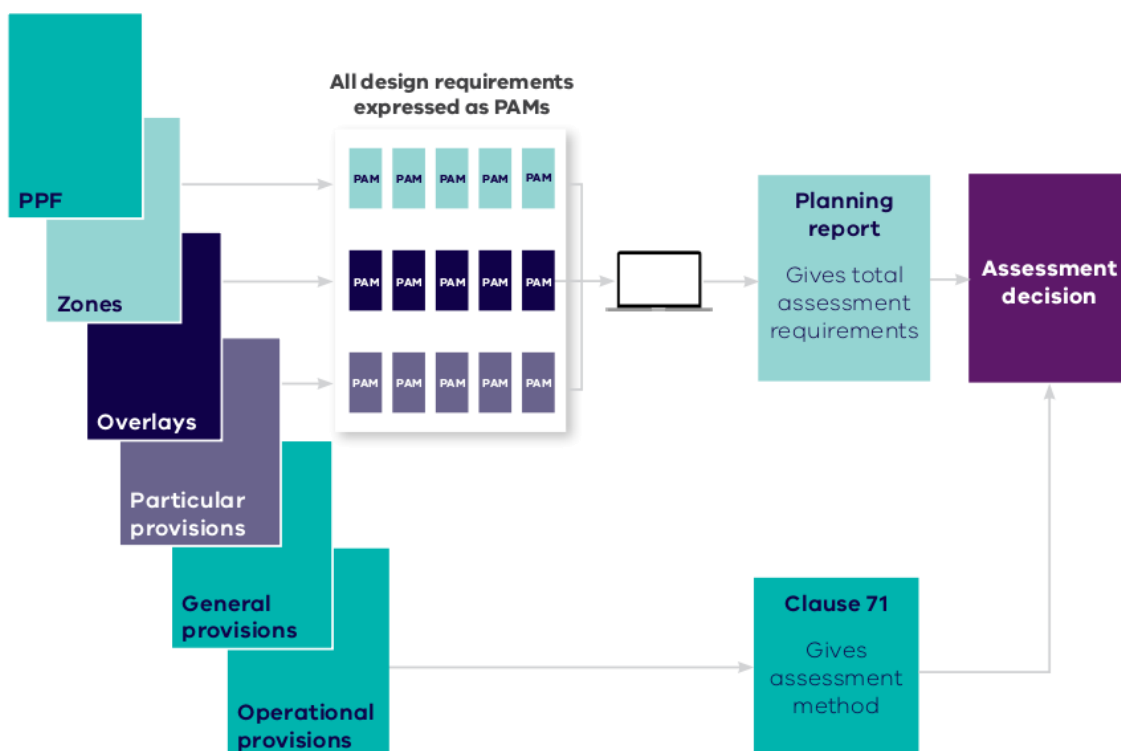 All design requirements
expressed as PAMs
PPF
Zones
Overlays
Particular
provisions
General
provisions
Operational
provisions
PAM PAM PAM PAM PAM
PAM PAM PAM PAM PAM
PAM PAM PAM PAM PAM
Planning
report
Gives total
assessment
requirements
Assessment
decision
Clause 71
Gives
assessment
method